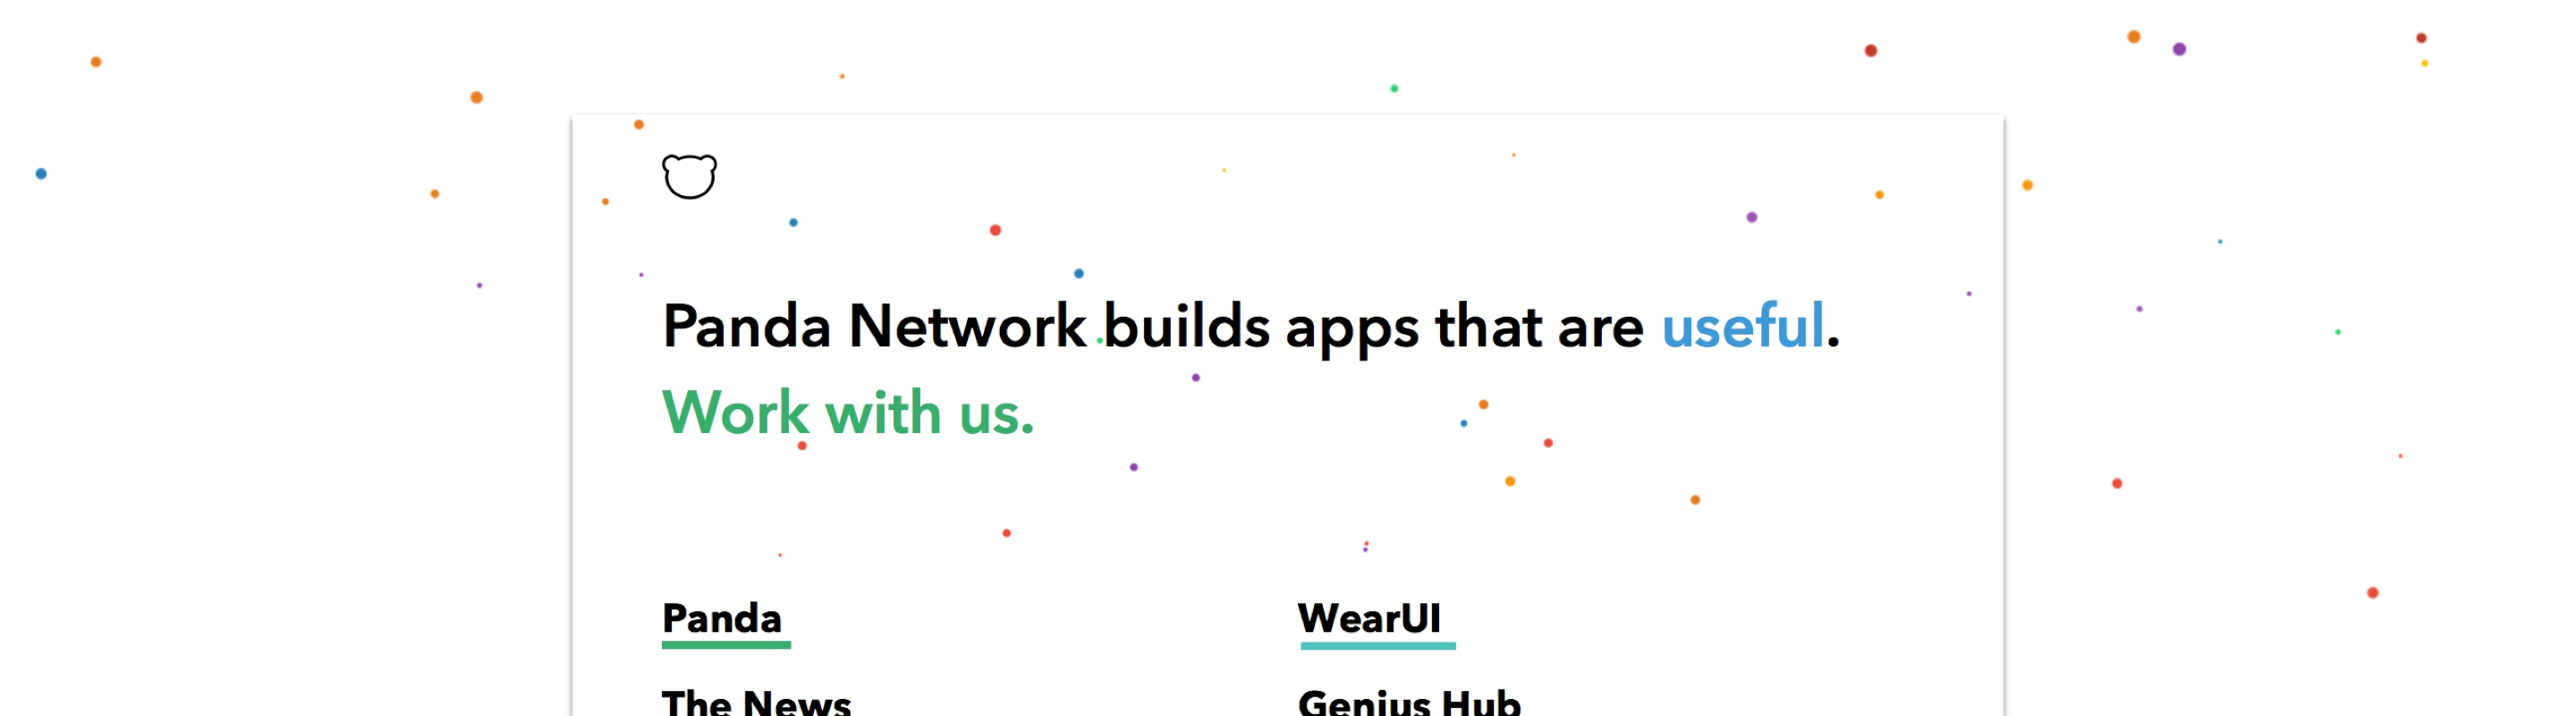 Panda Network builds apps that are useful.
Work with us.
Panda
WearUI
The News
Genius Hub